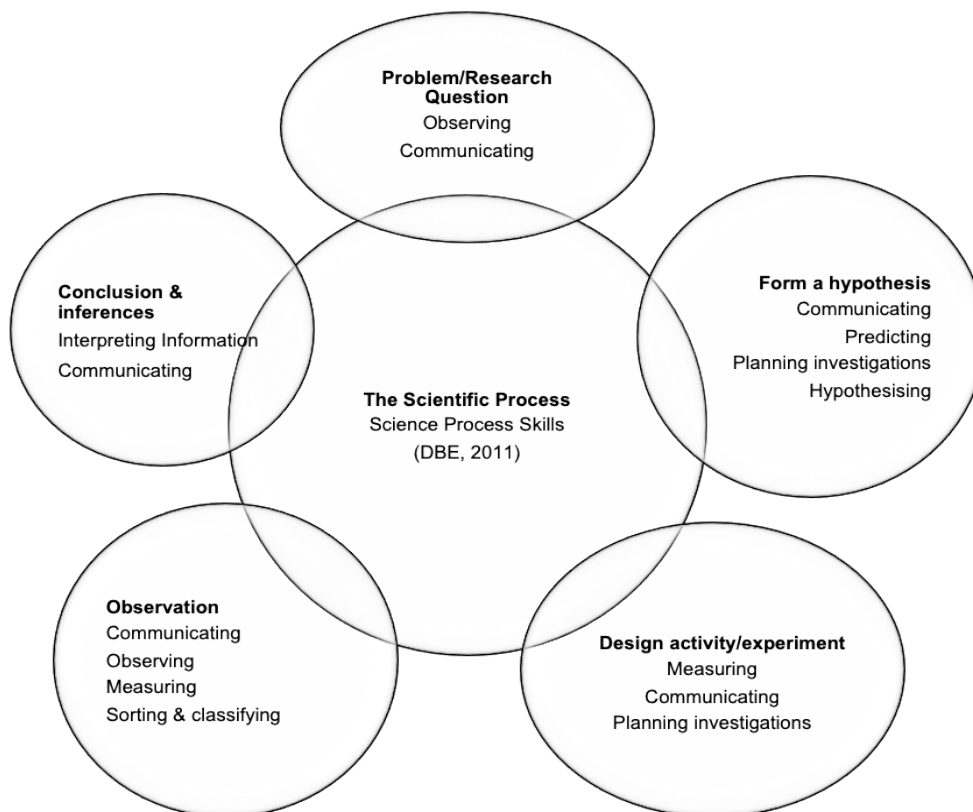 Problem/Research
Question
Observing
Communicating
Form a hypothesis
Communicating
Predicting
Planning investigations
Hypothesising
Design activity/experiment
Measuring
Communicating
Planning investigations
Observation
Communicating
Observing
Measuring
Sorting & classifying
Conclusion &
inferences
Interpreting Information
Communicating
The Scientific Process
Science Process Skills
(DBE, 2011)